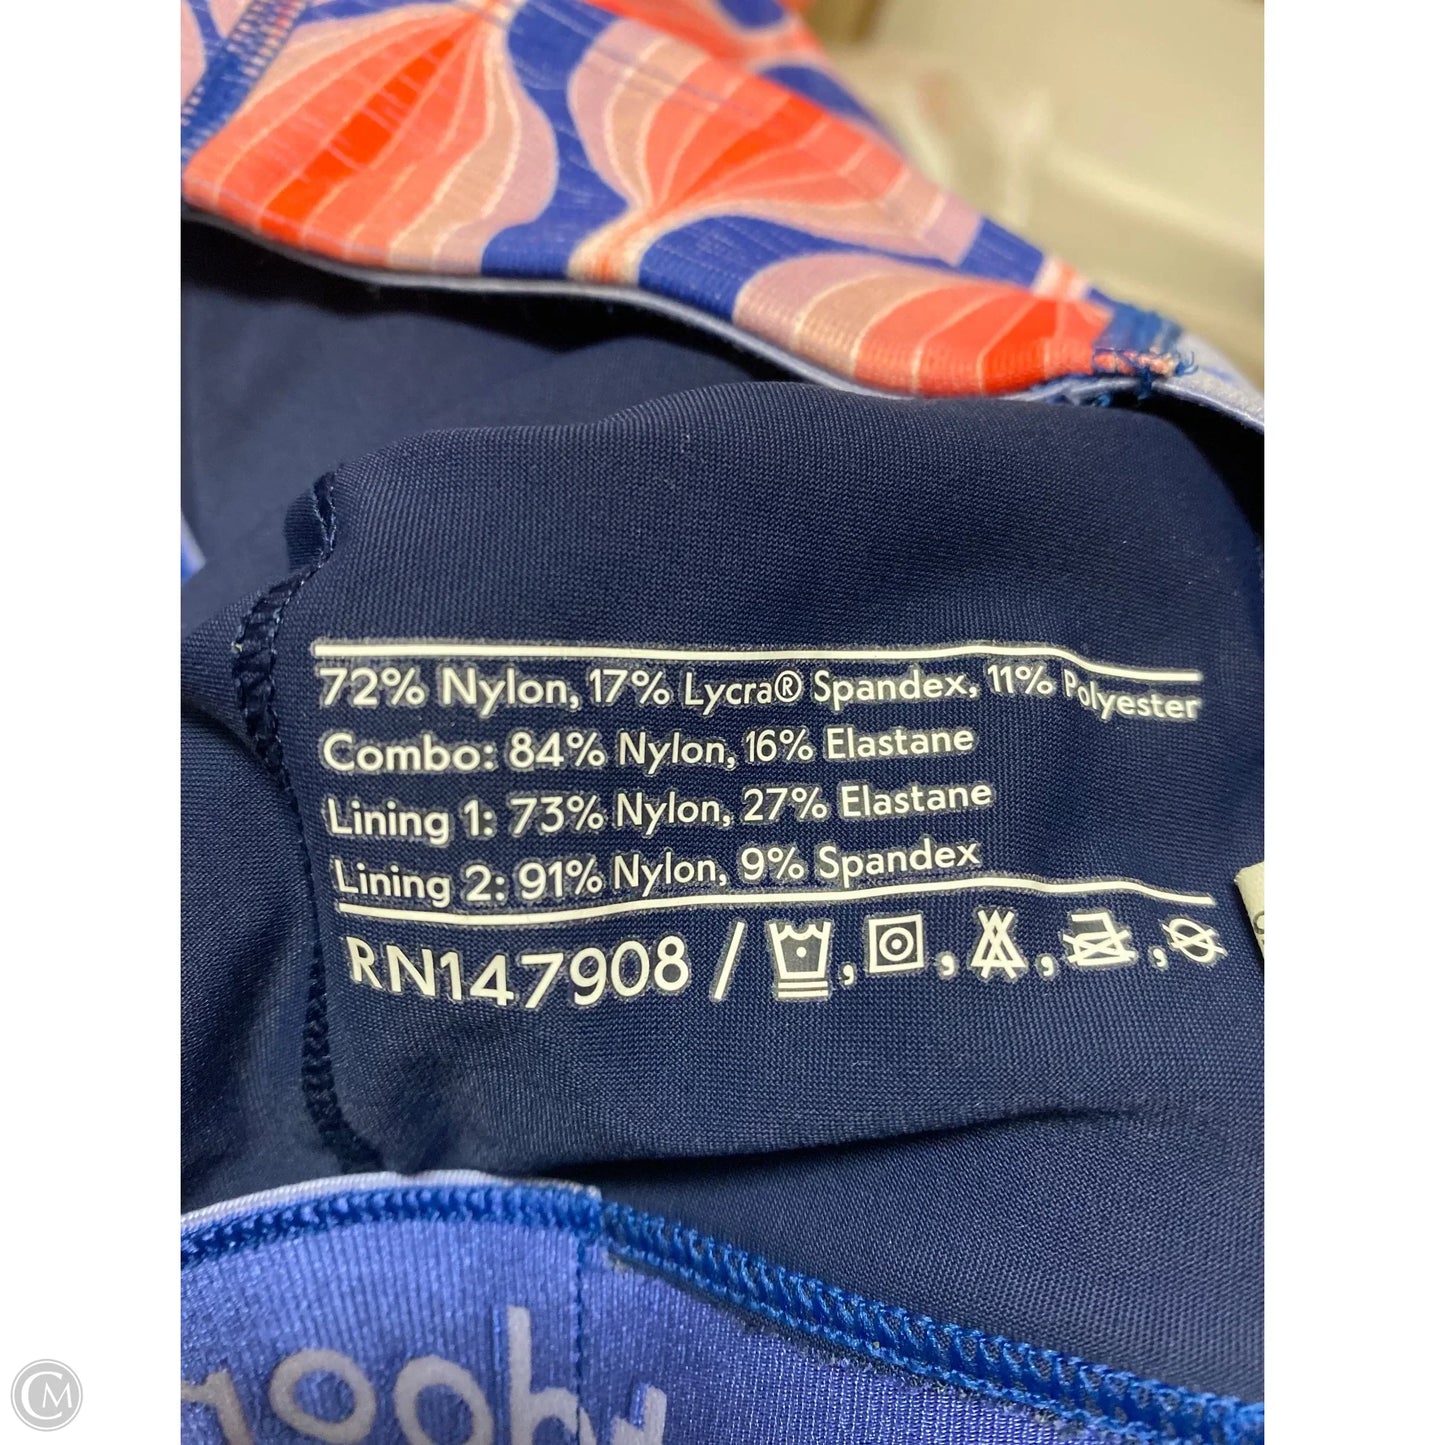 72% Nylon, 17% Lycra® Spandex, 11% Polyester
Combo: 84% Nylon, 16% Elastane
Lining 1: 73% Nylon, 27% Elastane
Lining 2: 91% Nylon, 9% Spandex
RN147908 /
CM